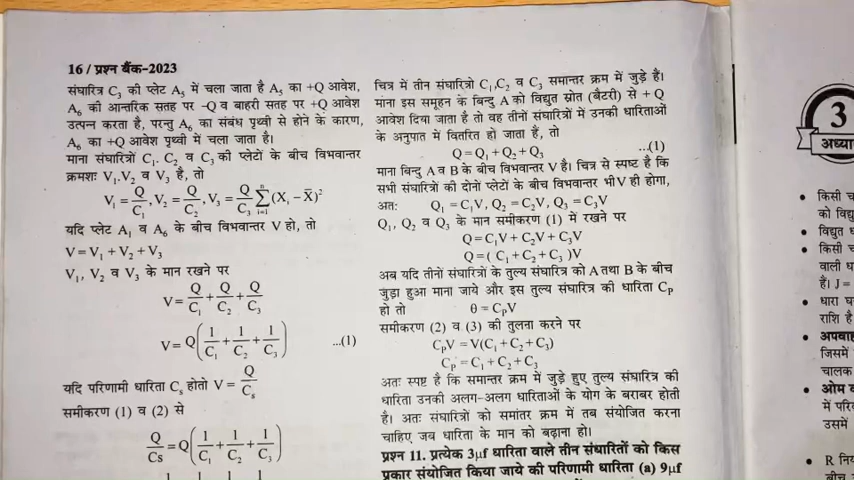 16 / प्रश्न बैंक-2023
संधारित्र C₃ की प्लेट A₅ में चला जाता है A₅ का +Q आवेश,
A₆ की आन्तरिक सतह पर -Q व बाहरी सतह पर +Q आवेश
उत्पन्न करता है, परन्तु A₆ का संबंध पृथ्वी से होने के कारण,
A₆ का +Q आवेश पृथ्वी में चला जाता है।
माना संधारित्रों C₁. C₂ व C₃ की प्लेटों के बीच विभवान्तर
क्रमशः V₁.V₂ व V₃ है, तो
V₁ = Q/C₁, V₂ = Q/C₂, V₃ = Q/C₃ ∑ⁿᵢ₌₁ (Xᵢ – X̄)²
यदि प्लेट A₁ व A₆ के बीच विभवान्तर V हो, तो
V = V₁ + V₂ + V₃
V₁, V₂ व V₃ के मान रखने पर
V = Q/C₁ + Q/C₂ + Q/C₃
V = Q(1/C₁ + 1/C₂ + 1/C₃) ...(1)
यदि परिणामी धारिता Cₛ होतो V = Q/Cₛ
समीकरण (1) व (2) से
Q/Cs = Q(1/C₁ + 1/C₂ + 1/C₃)
चित्र में तीन संधारित्रो C₁,C₂ व C₃ समान्तर क्रम में जुड़े हैं।
माना इस समूहन के बिन्दु A को विद्युत स्रोत (बैटरी) से + Q
आवेश दिया जाता है तो वह तीनों संधारित्रों में उनकी धारिताओं
के अनुपात में वितरित हो जाता है, तो
Q = Q₁ + Q₂ + Q₃ ...(1)
माना बिन्दु A व B के बीच विभवान्तर V है। चित्र से स्पष्ट है कि
सभी संधारित्रों की दोनो प्लेटों के बीच विभवान्तर भी V ही होगा,
अत: Q₁ = C₁V, Q₂ = C₂V, Q₃ = C₃V
Q₁, Q₂ व Q₃ के मान समीकरण (1) में रखने पर
Q = C₁V + C₂V + C₃V
Q = ( C₁ + C₂ + C₃ )V
अब यदि तीनों संधारित्रों के तुल्य संधारित्र को A तथा B के बीच
जुंड़ा हुआ माना जाये और इस तुल्य संधारित्र की धारिता Cₚ
हो तो θ = CₚV
समीकरण (2) व (3) की तुलना करने पर
CₚV = V(C₁ + C₂ + C₃)
Cₚ = C₁ + C₂ + C₃
अतः स्पष्ट है कि समान्तर क्रम में जुड़े हुए तुल्य संधारित्र की
धारिता उनकी अलग-अलग धारिताओं के योग के बराबर होती
है। अतः संधारित्रों को समांतर क्रम में तब संयोजित करना
चाहिए, जब धारिता के मान को बढ़ाना हो।
प्रश्न 11. प्रत्येक 3μf धारिता वाले तीन संधारितों को किस
प्रकार संयोजित किया जाये की परिणामी धारिता (a) 9μf
3
अध्या
• किसी च
को विद्यु
• विद्युत ध
• किसी च
वाली ध
हैं। J =
• धारा घ
राशि है
• अपवाह
जिसमें
चालक
• ओम व
में परि
उसमें
• R नि
बीच